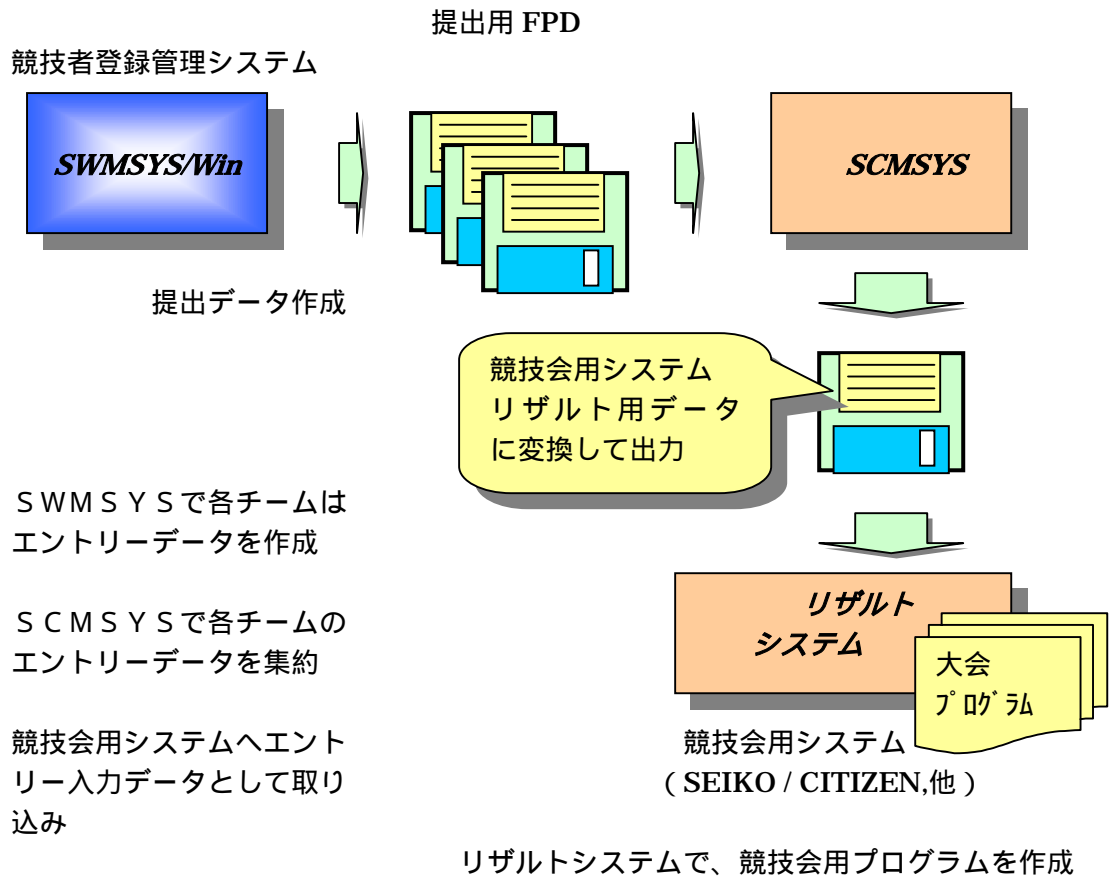 提出用 FPD
競技者登録管理システム
SWMSYS/Win
SCMSYS
提出データ作成
競技会用システム
リザルト用データ
に変換して出力
ＳＷＭＳＹＳで各チームは
エントリーデータを作成
ＳＣＭＳＹＳで各チームの
エントリーデータを集約
競技会用システムへエント
リー入力データとして取り
込み
リザルト
システム
大会
ﾌﾟﾛｸﾞﾗﾑ
競技会用システム
（SEIKO / CITIZEN,他）
リザルトシステムで、競技会用プログラムを作成